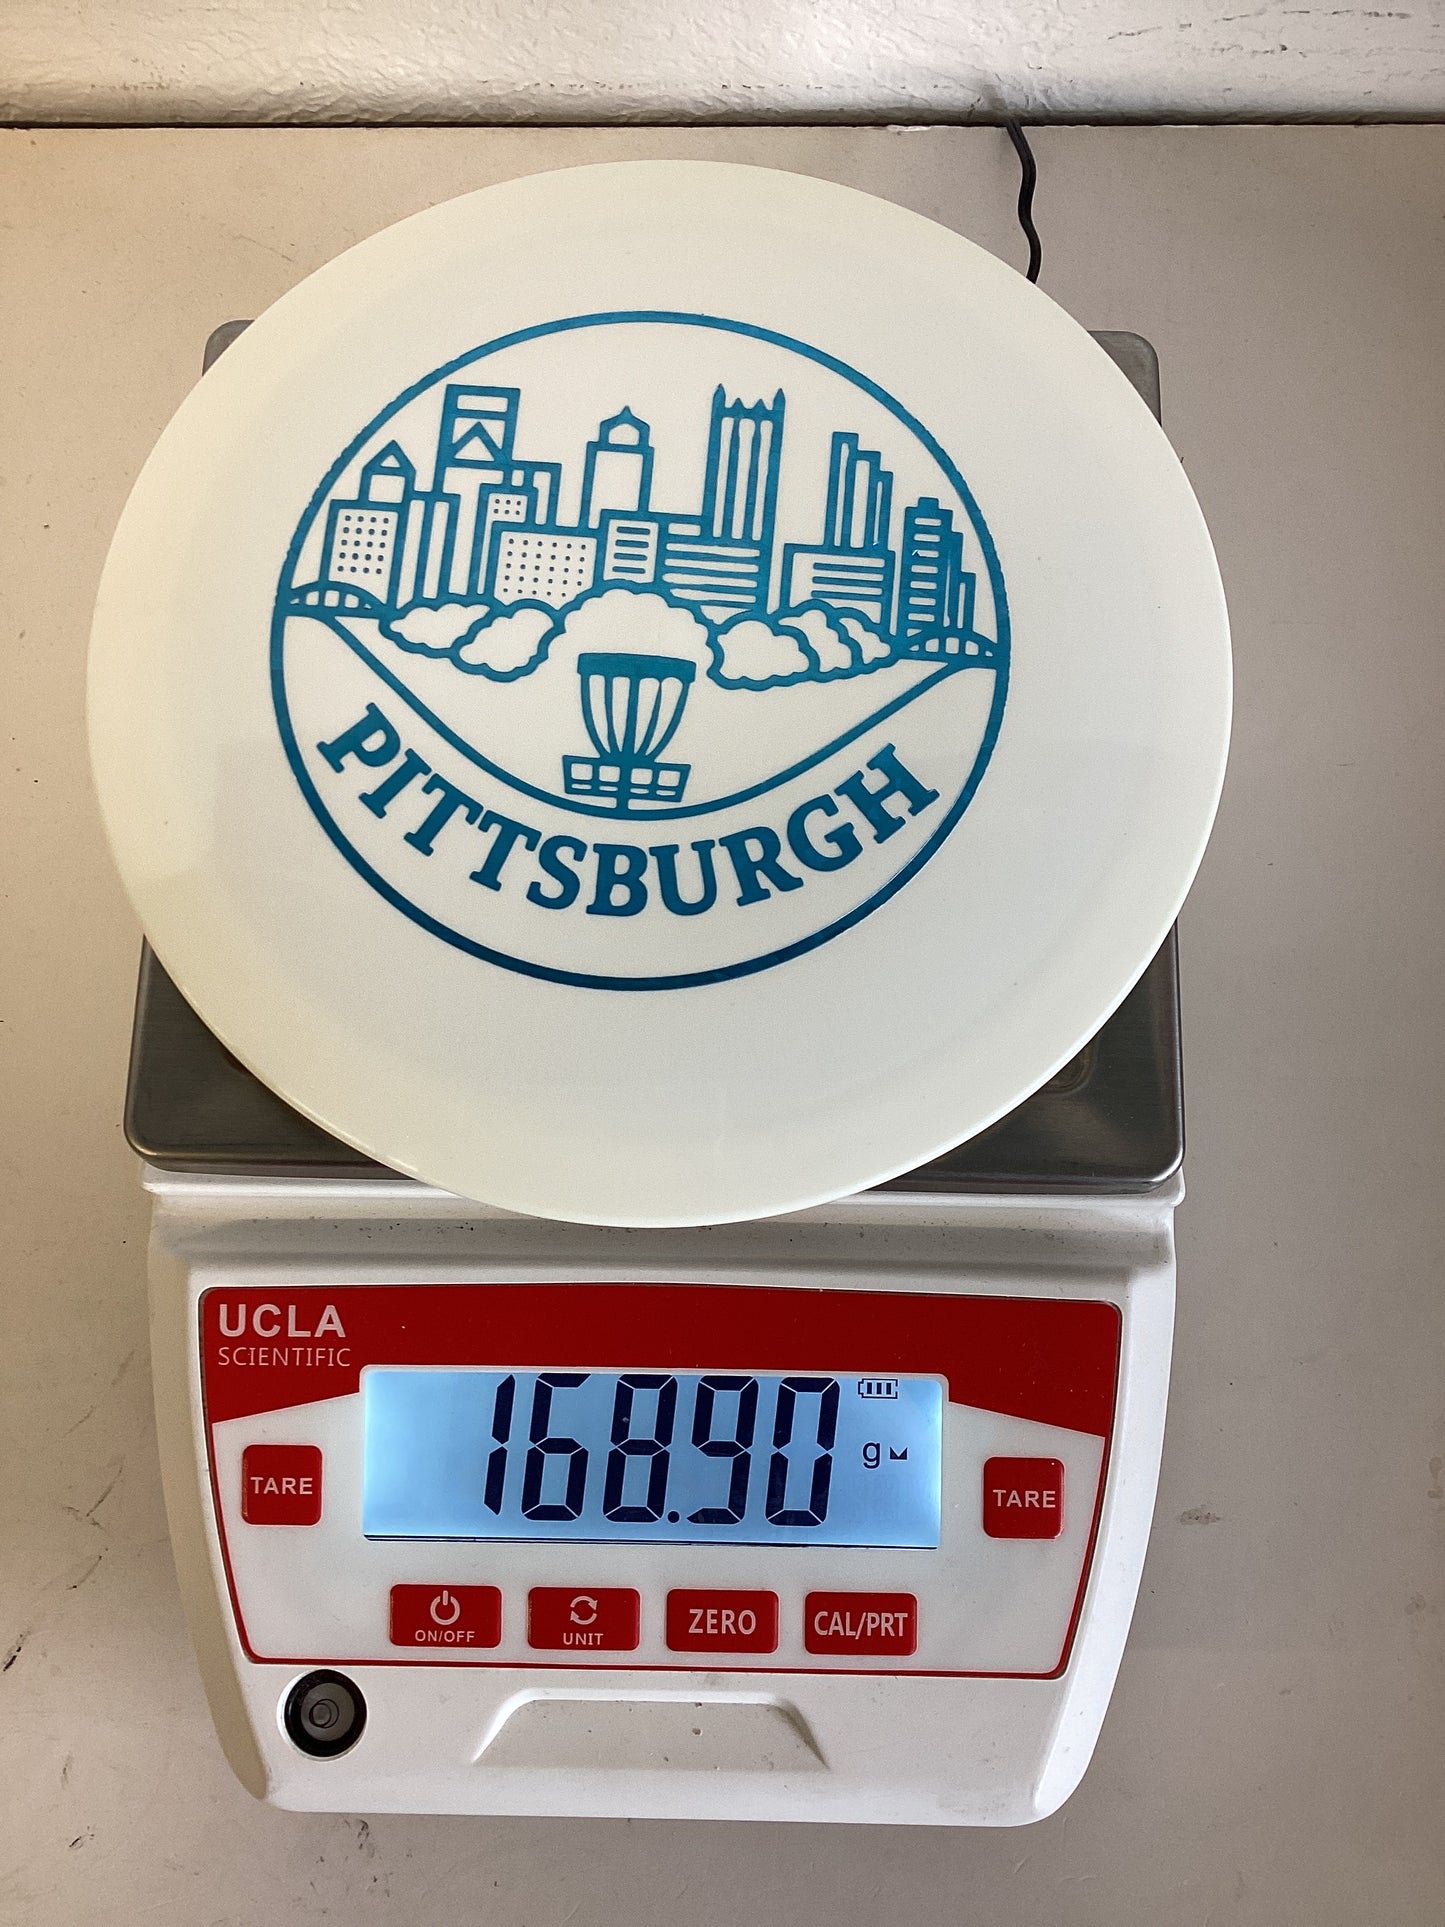 PITTSBURGH
UCLA
SCIENTIFIC
168.90 g
TARE
TARE
ON/OFF
UNIT
ZERO
CAL/PRT